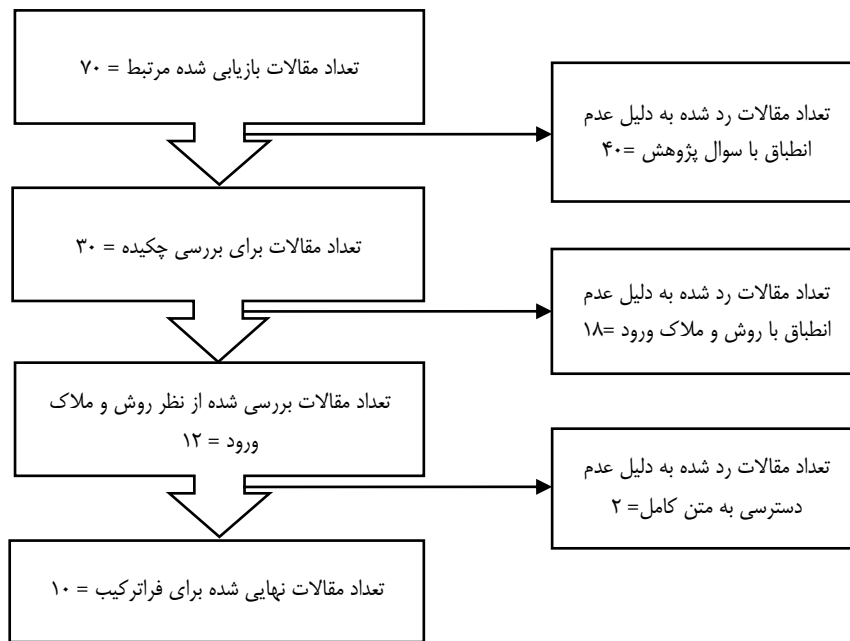 تعداد مقالات بازیابی شده مرتبط = ۷۰
تعداد مقالات رد شده به دلیل عدم
انطباق با سوال پژوهش =۴۰
تعداد مقالات برای بررسی چکیده = ۳۰
تعداد مقالات رد شده به دلیل عدم
انطباق با روش و ملاک ورود =۱۸
تعداد مقالات بررسی شده از نظر روش و ملاک
ورود = ۱۲
تعداد مقالات رد شده به دلیل عدم
دسترسی به متن کامل= ۲
تعداد مقالات نهایی شده برای فراترکیب = ۱۰